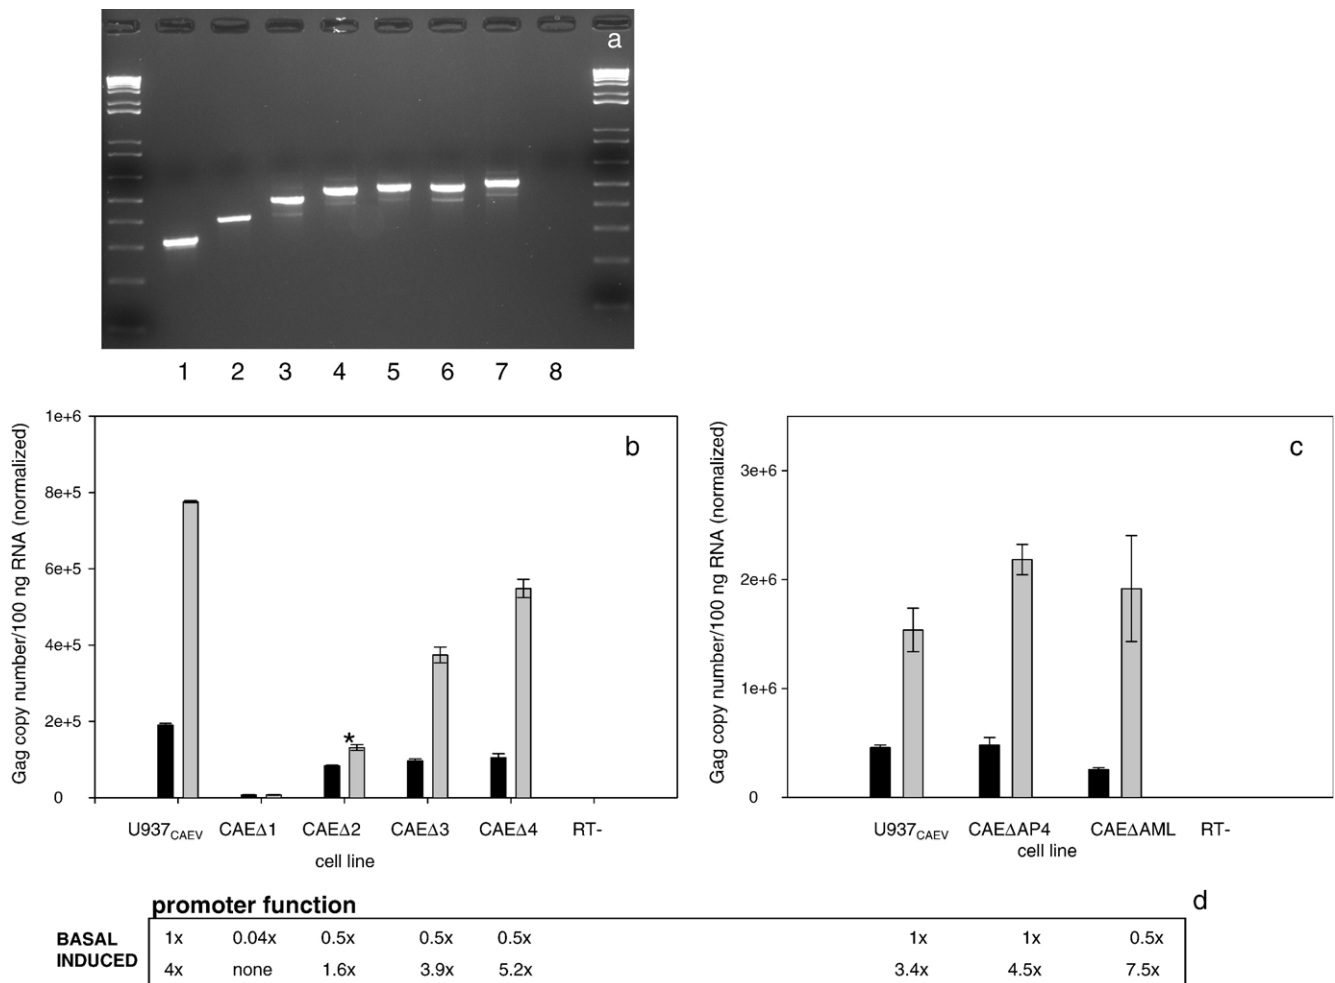 a
1 2 3 4 5 6 7 8
b
Gag copy number/100 ng RNA (normalized)
1e+6
8e+5
6e+5
4e+5
2e+5
0
*
U937CAEV CAEΔ1 CAEΔ2 CAEΔ3 CAEΔ4 RT-
cell line
c
Gag copy number/100 ng RNA (normalized)
3e+6
2e+6
1e+6
0
U937CAEV CAEΔAP4 CAEΔAML RT-
cell line
d
promoter function
BASAL 1x 0.04x 0.5x 0.5x 0.5x 1x 1x 0.5x
INDUCED 4x none 1.6x 3.9x 5.2x 3.4x 4.5x 7.5x